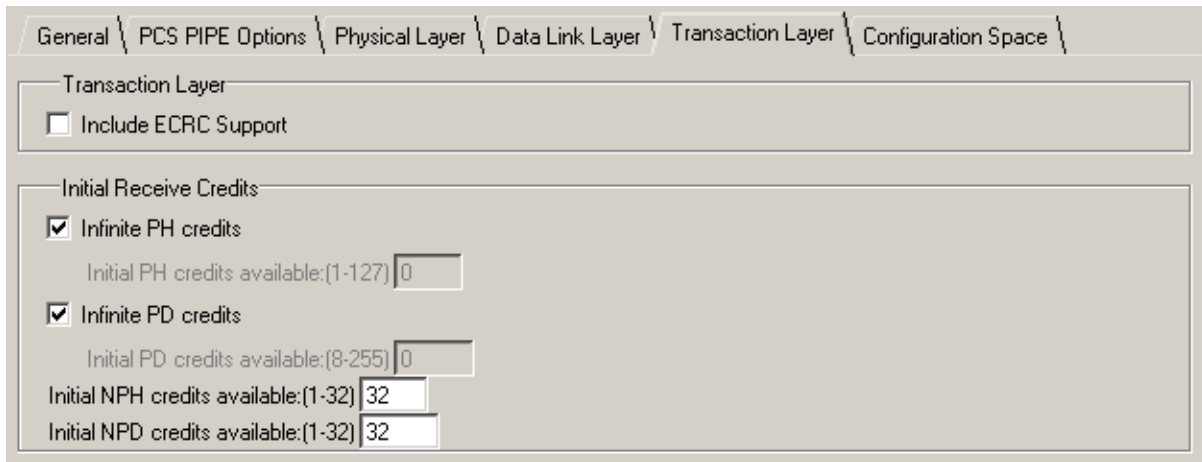 General PCS PIPE Options Physical Layer Data Link Layer Transaction Layer Configuration Space
Transaction Layer
Include ECRC Support
Initial Receive Credits
Infinite PH credits
Initial PH credits available:(1-127) 0
Infinite PD credits
Initial PD credits available:(8-255) 0
Initial NPH credits available:(1-32) 32
Initial NPD credits available:(1-32) 32